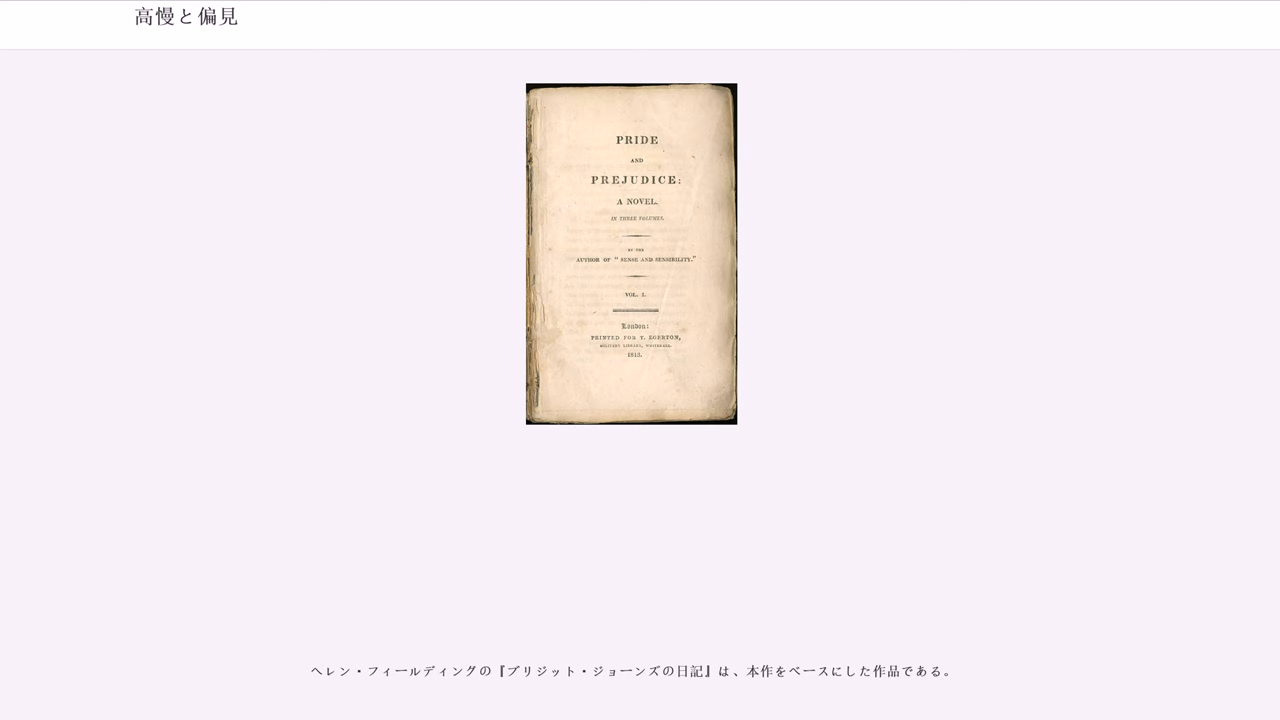 高慢と偏見
PRIDE
AND
PREJUDICE:
A NOVEL.
IN THREE VOLUMES.
BY THE
AUTHOR OF “ SENSE AND SENSIBILITY.”
VOL. I.
London:
PRINTED FOR T. EGERTON,
MILITARY LIBRARY, WHITEHALL.
1813.
ヘレン・フィールディングの『ブリジット・ジョーンズの日記』は、本作をベースにした作品である。